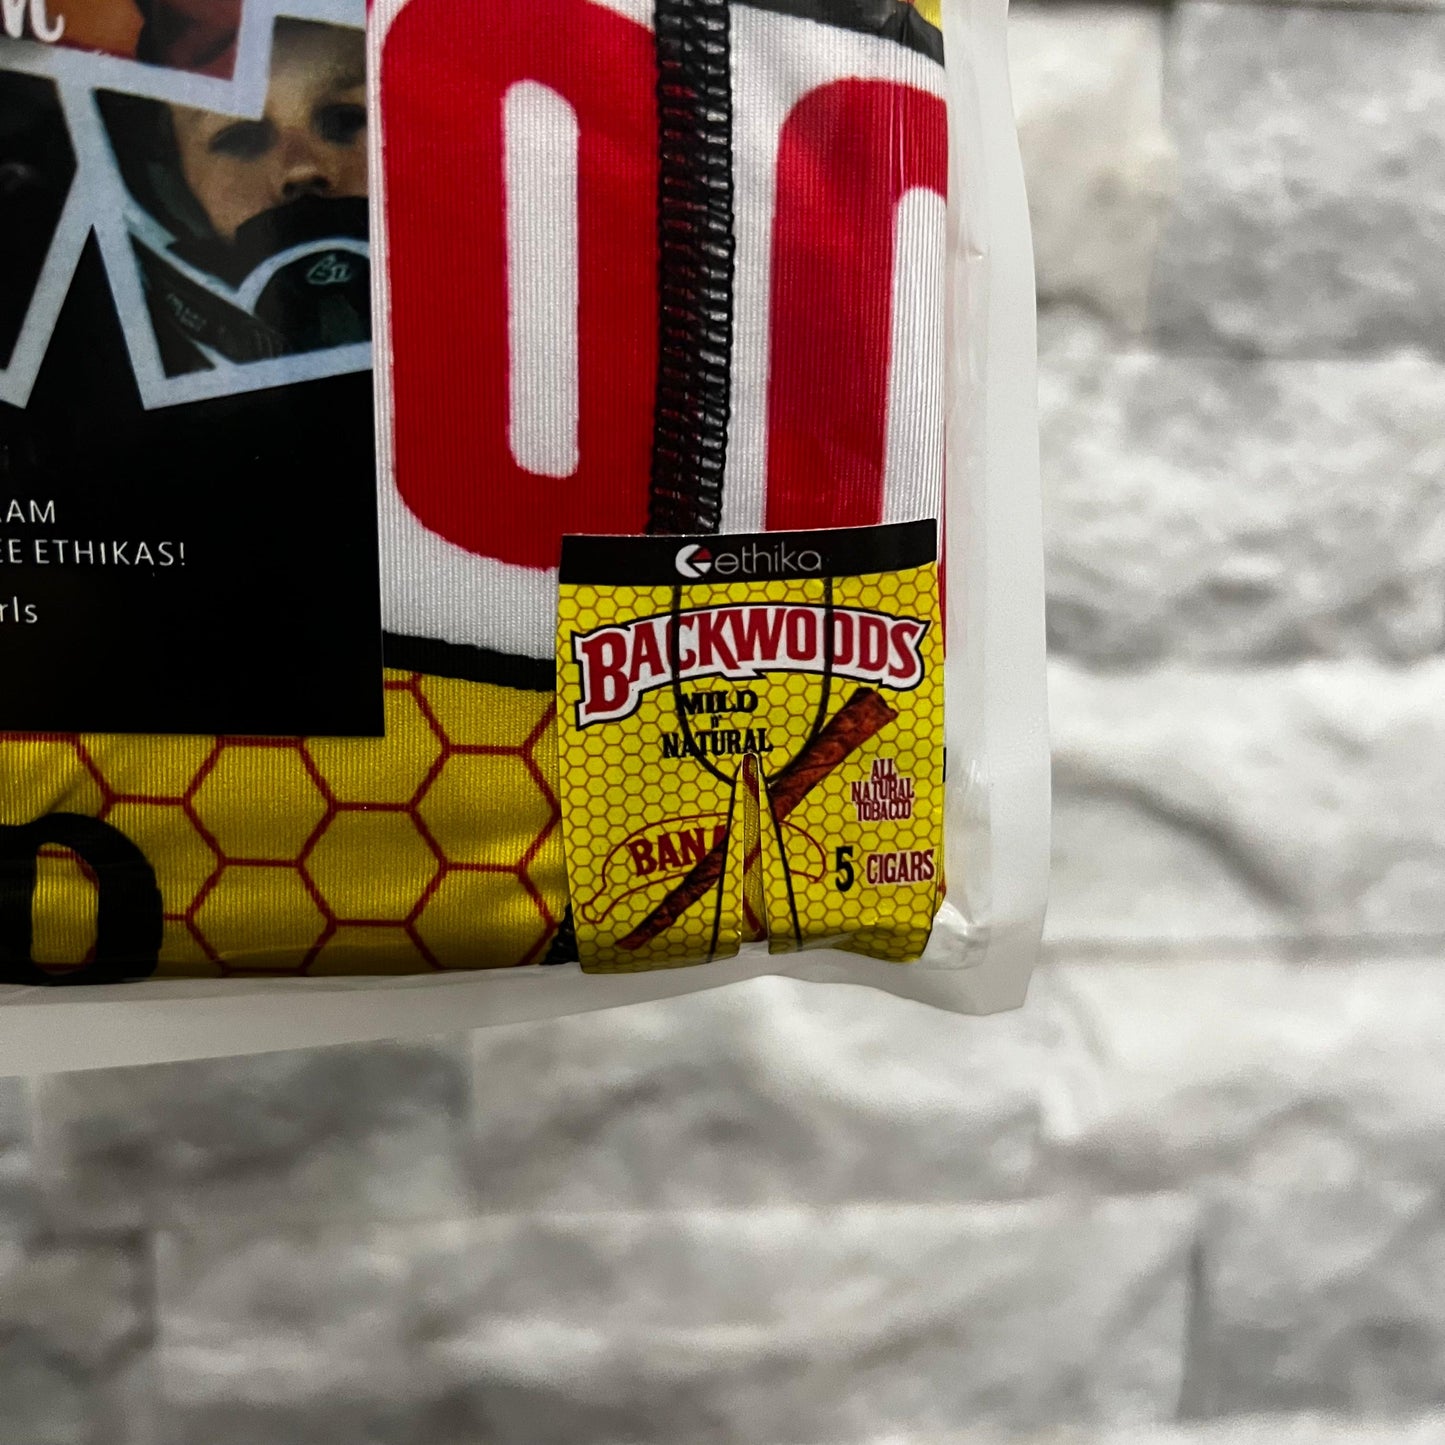 AM
EE ETHIKAS!
rls
ethika
BACKWOODS
MILD
N'
NATURAL
ALL
NATURAL
TOBACCO
BANA
5 CIGARS